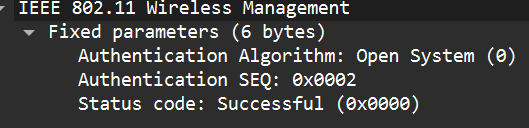 IEEE 802.11 Wireless Management
Fixed parameters (6 bytes)
Authentication Algorithm: Open System (0)
Authentication SEQ: 0x0002
Status code: Successful (0x0000)